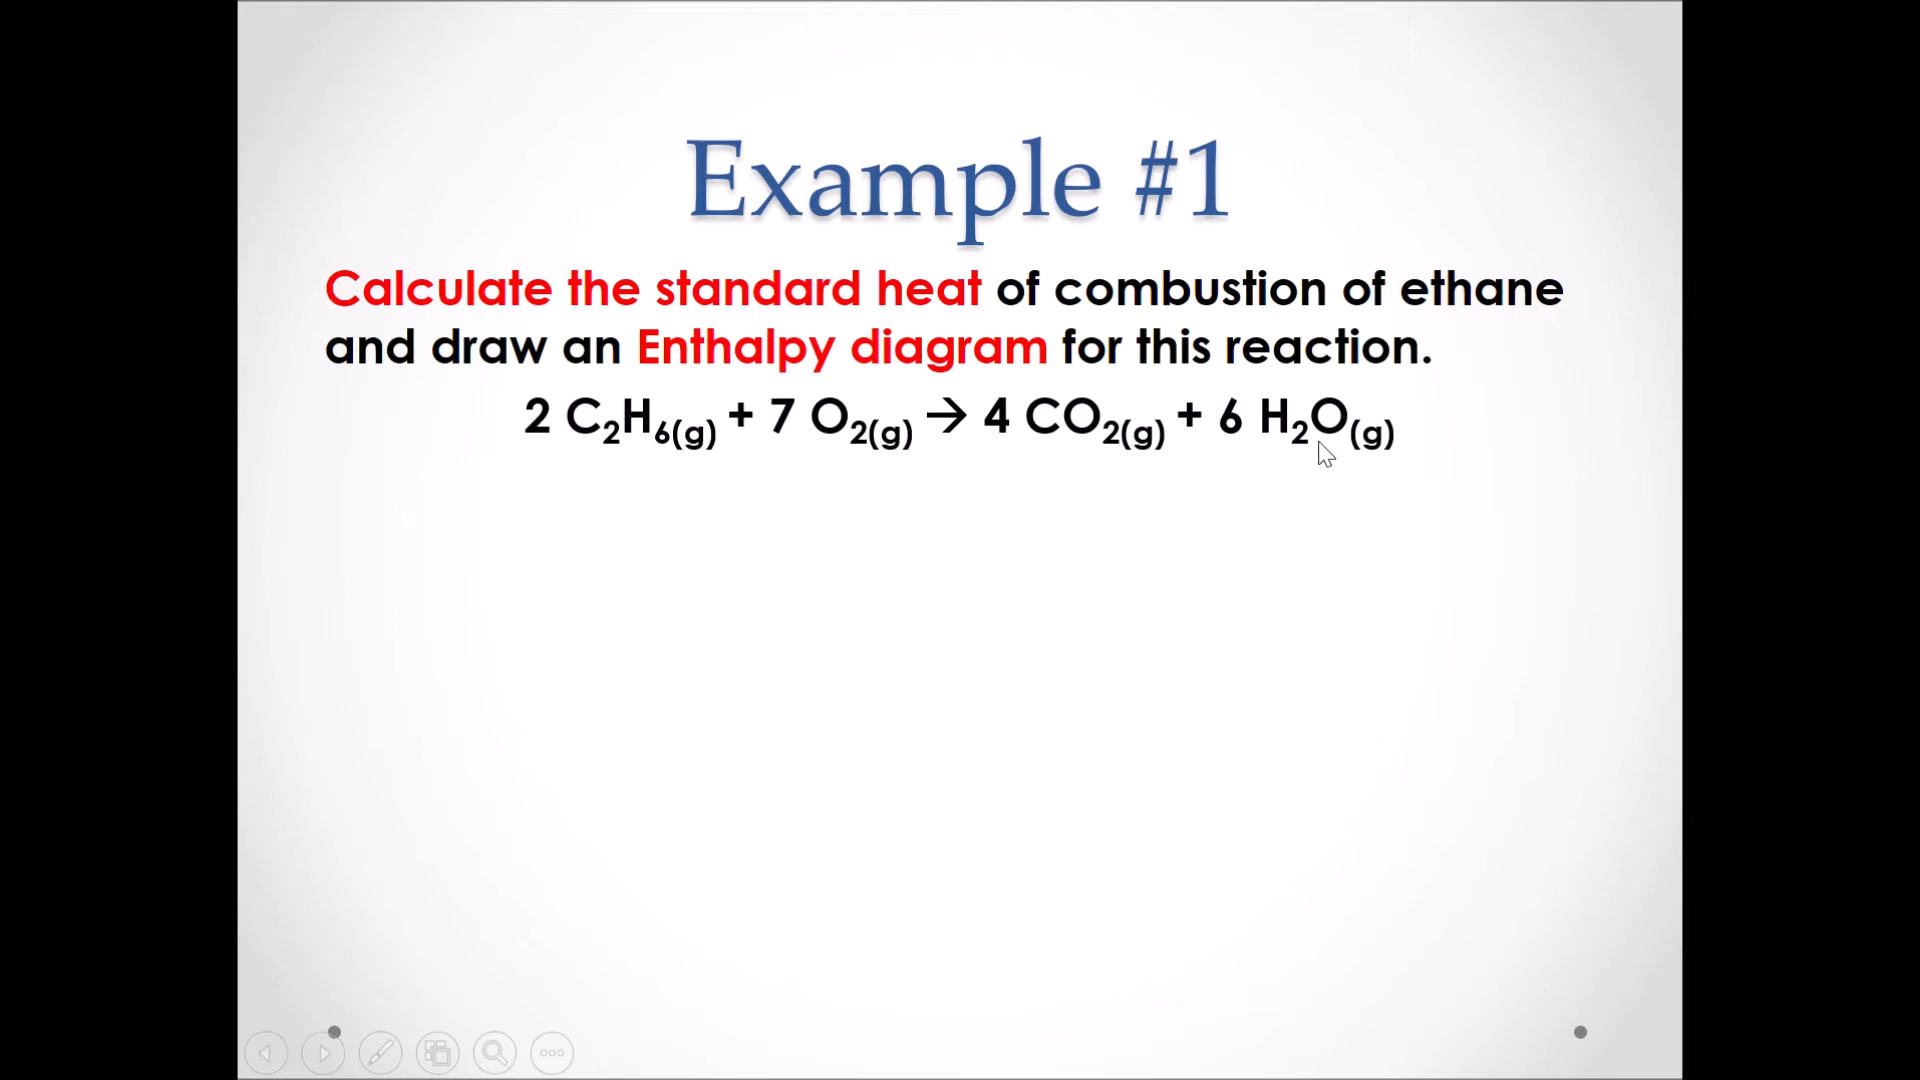 Example #1
Calculate the standard heat of combustion of ethane
and draw an Enthalpy diagram for this reaction.
2 C₂H₆₍g₎ + 7 O₂₍g₎ → 4 CO₂₍g₎ + 6 H₂O₍g₎